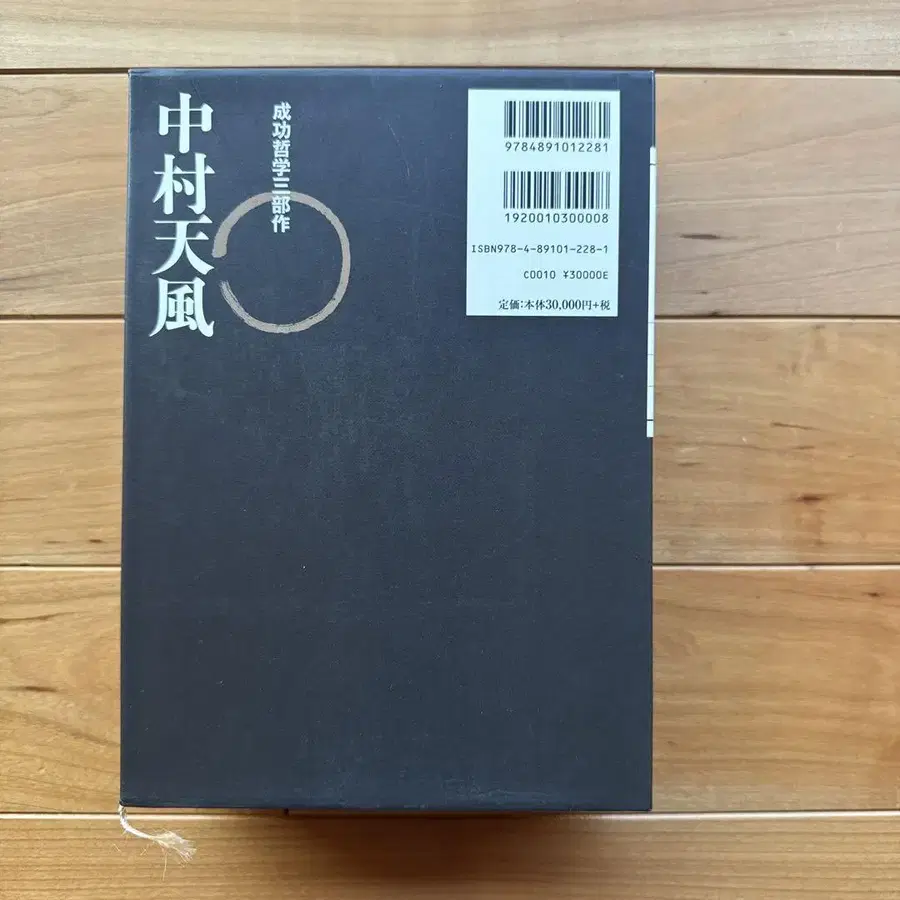 中村天風
成功哲学三部作
9784891012281
1920010300008
ISBN978-4-89101-228-1
C0010 ¥30000E
定価:本体30,000円+税